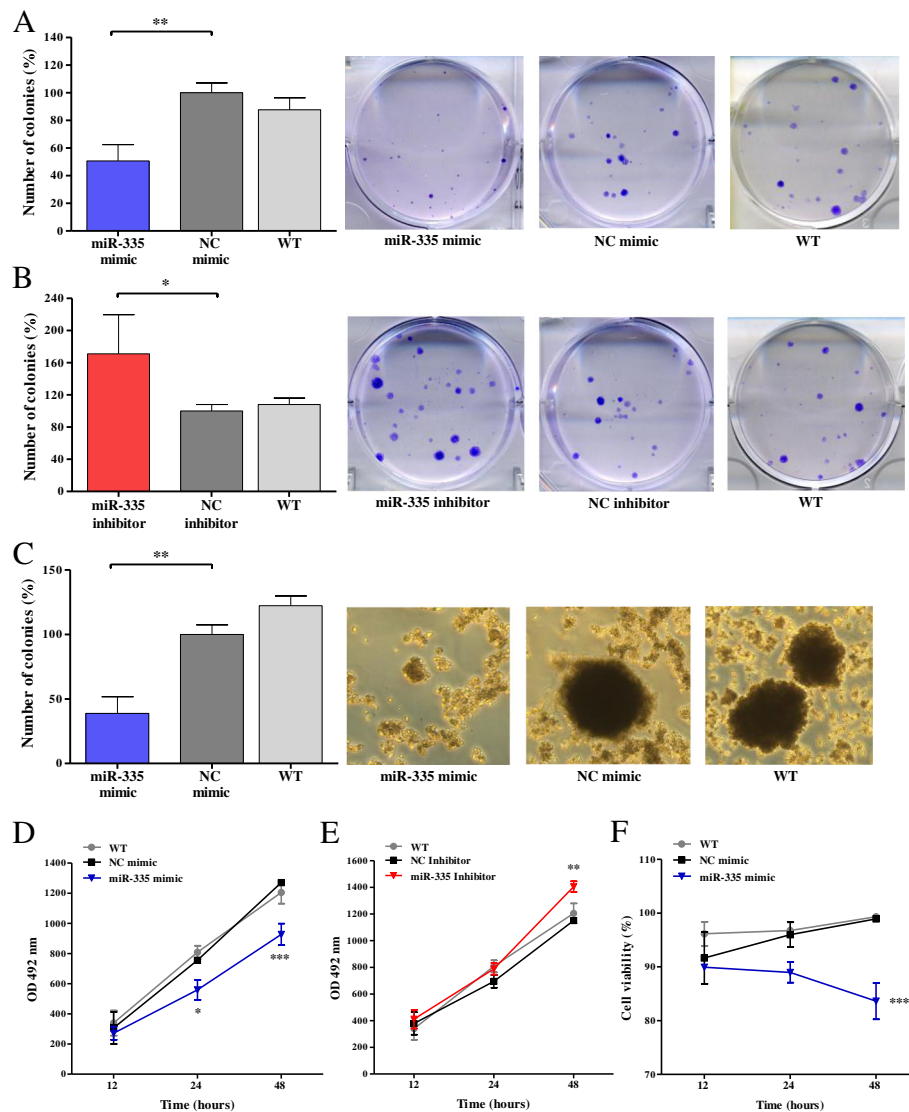 A
**
Number of colonies (%)
140
120
100
80
60
40
20
0
miR-335 mimic
NC mimic
WT
miR-335 mimic
NC mimic
WT
B
*
Number of colonies (%)
240
200
160
120
80
40
0
miR-335 inhibitor
NC inhibitor
WT
miR-335 inhibitor
NC inhibitor
WT
C
**
Number of colonies (%)
150
100
50
0
miR-335 mimic
NC mimic
WT
miR-335 mimic
NC mimic
WT
D
WT
NC mimic
miR-335 mimic
OD 492 nm
1400
1200
1000
800
600
400
200
0
*
***
12
24
48
Time (hours)
E
WT
NC Inhibitor
miR-335 Inhibitor
OD 492 nm
1600
1400
1200
1000
800
600
400
200
0
**
12
24
48
Time (hours)
F
WT
NC mimic
miR-335 mimic
Cell viability (%)
110
100
90
80
70
***
12
24
48
Time (hours)